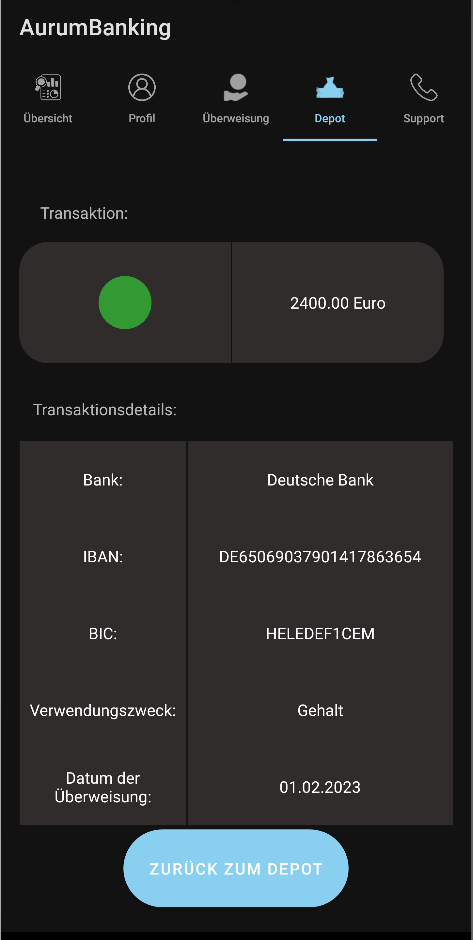 AurumBanking
Übersicht
Profil
Überweisung
Depot
Support
Transaktion:
2400.00 Euro
Transaktionsdetails:
Bank: Deutsche Bank
IBAN: DE65069037901417863654
BIC: HELEDEF1CEM
Verwendungszweck: Gehalt
Datum der
Überweisung: 01.02.2023
ZURÜCK ZUM DEPOT